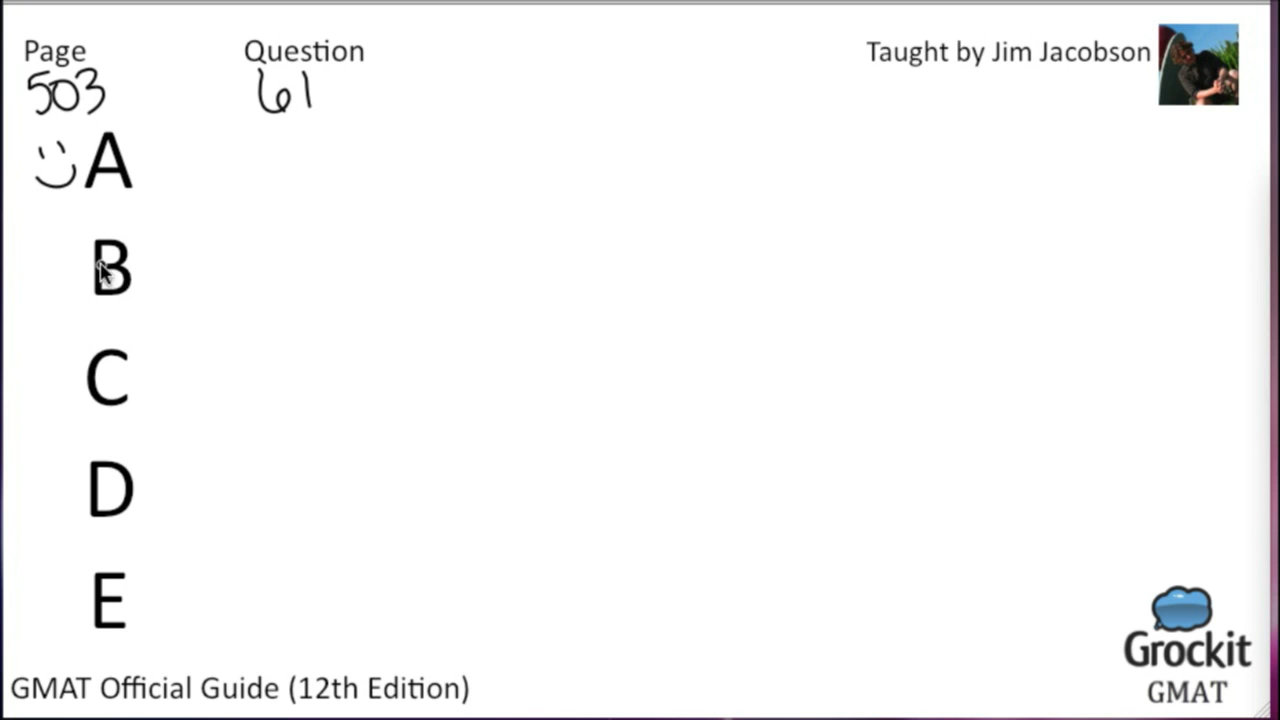 Page Question Taught by Jim Jacobson
503 61
A
B
C
D
E
Grockit
GMAT
GMAT Official Guide (12th Edition)